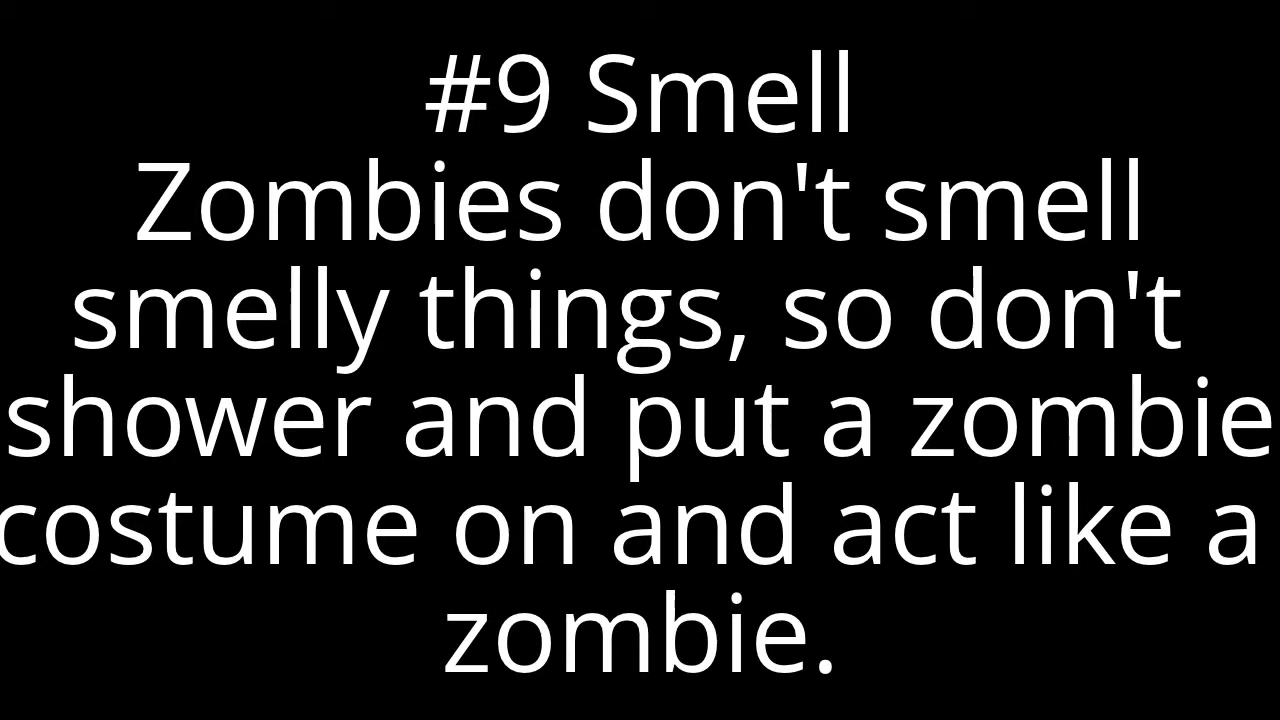 #9 Smell
Zombies don't smell
smelly things, so don't
shower and put a zombie
costume on and act like a
zombie.